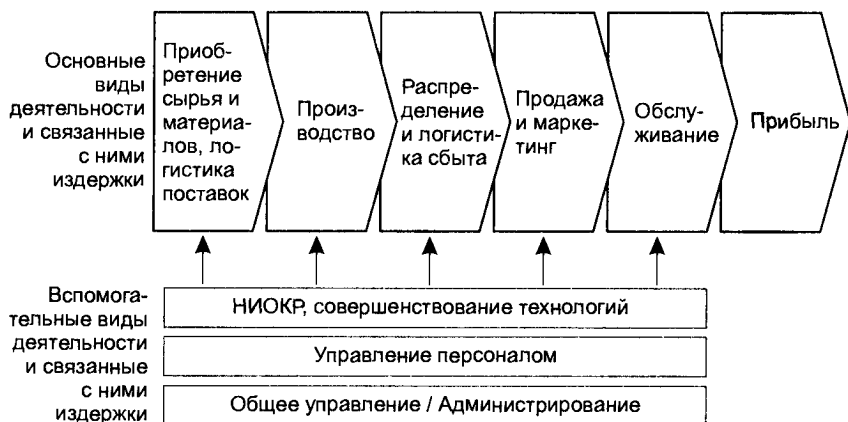 Основные
виды
деятельности
и связанные
с ними
издержки
Приоб-
ретение
сырья и
материа-
лов, ло-
гистика
поставок
Произ-
водство
Распре-
деление
и логисти-
ка сбыта
Продажа
и марке-
тинг
Обслу-
живание
Прибыль
Вспомога-
тельные виды
деятельности
и связанные
с ними
издержки
НИОКР, совершенствование технологий
Управление персоналом
Общее управление / Администрирование